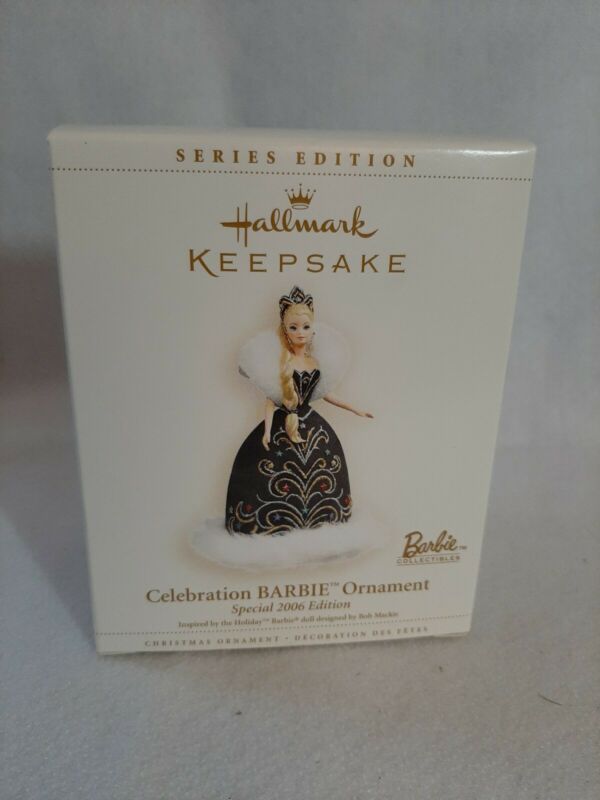 SERIES EDITION
Hallmark
KEEPSAKE
Barbie™
COLLECTIBLES
Celebration BARBIE™ Ornament
Special 2006 Edition
Inspired by the Holiday™ Barbie® doll designed by Bob Mackie
CHRISTMAS ORNAMENT • DÉCORATION DES FÊTES